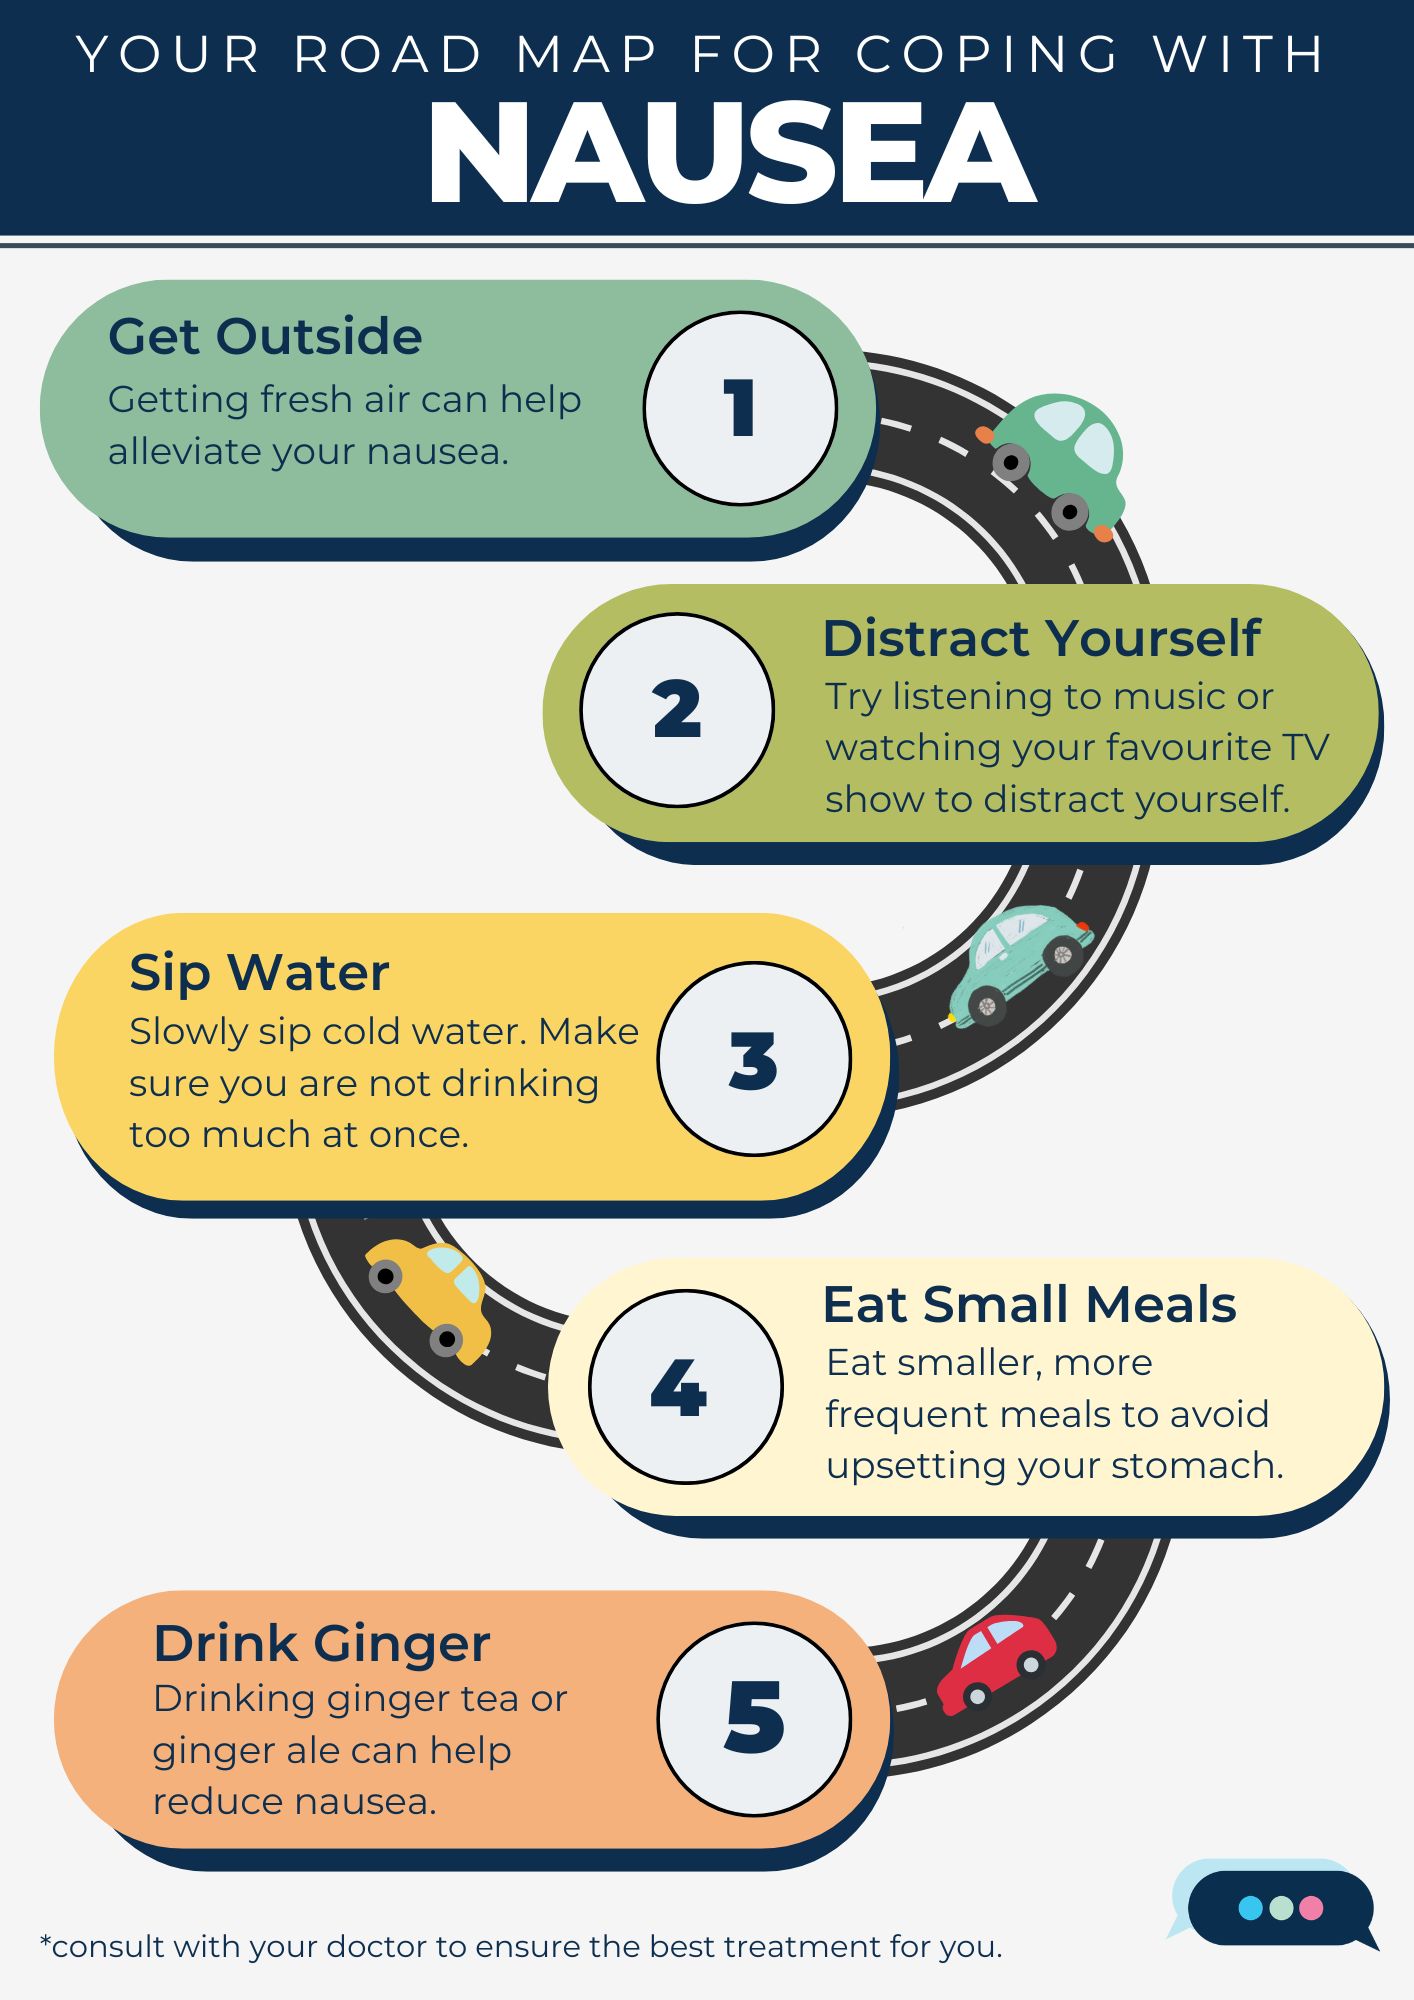 YOUR ROAD MAP FOR COPING WITH
NAUSEA
Get Outside
Getting fresh air can help
alleviate your nausea.
1
2
Distract Yourself
Try listening to music or
watching your favourite TV
show to distract yourself.
Sip Water
Slowly sip cold water. Make
sure you are not drinking
too much at once.
3
4
Eat Small Meals
Eat smaller, more
frequent meals to avoid
upsetting your stomach.
Drink Ginger
Drinking ginger tea or
ginger ale can help
reduce nausea.
5
*consult with your doctor to ensure the best treatment for you.